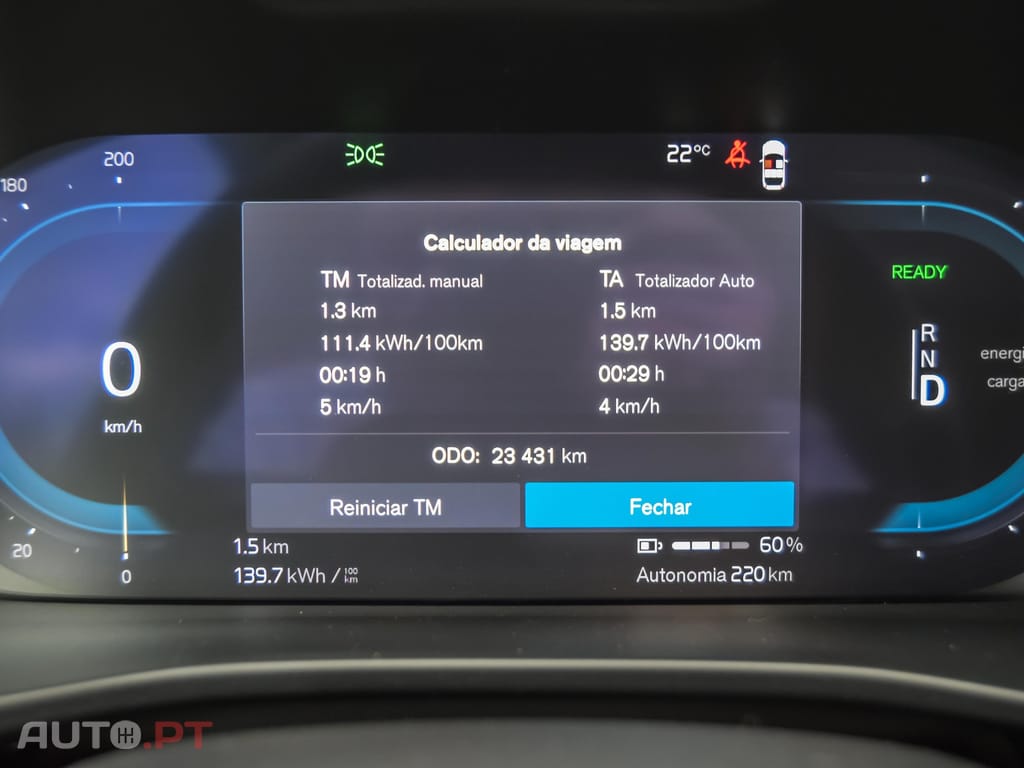 200
180
22°C
Calculador da viagem
TM Totalizad. manual
TA Totalizador Auto
1.3 km
1.5 km
111.4 kWh/100km
139.7 kWh/100km
00:19 h
00:29 h
5 km/h
4 km/h
ODO: 23 431 km
Reiniciar TM
Fechar
READY
R
N
D
0
km/h
20
0
1.5 km
139.7 kWh / 100 km
60%
Autonomia 220 km
AUTO.PT